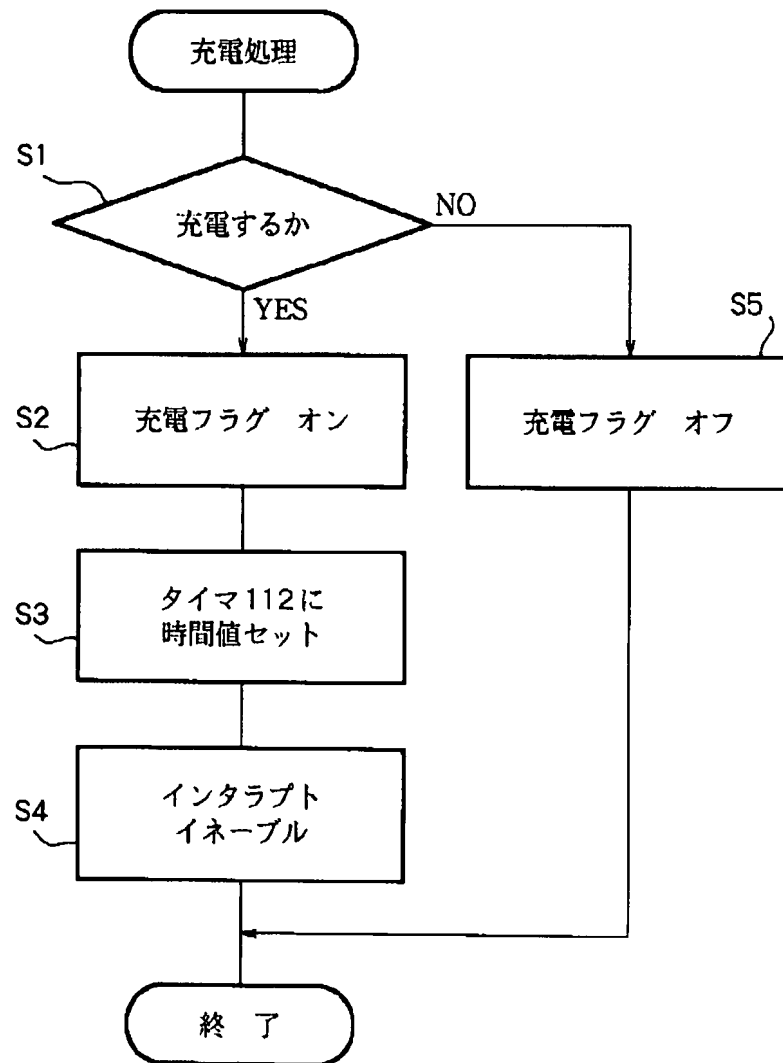 充電処理
S1
充電するか
NO
YES
S5
S2
充電フラグ オン
充電フラグ オフ
S3
タイマ112に
時間値セット
S4
インタラプト
イネーブル
終 了